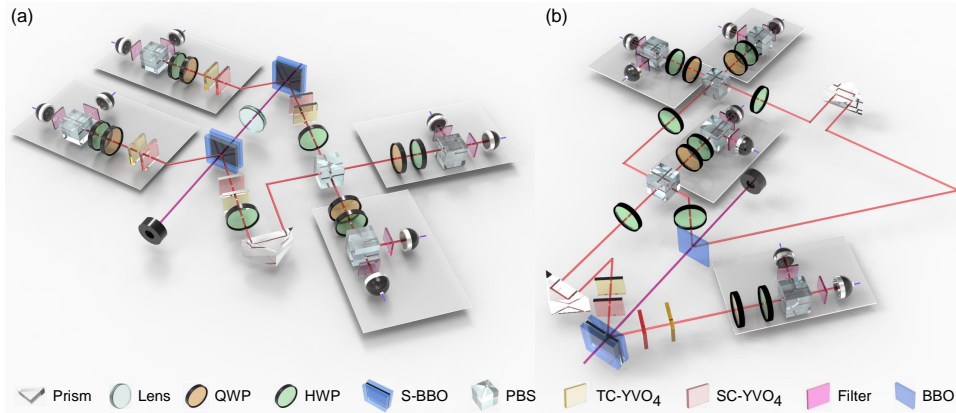 (a)
(b)
Prism
Lens
QWP
HWP
S-BBO
PBS
TC-YVO₄
SC-YVO₄
Filter
BBO